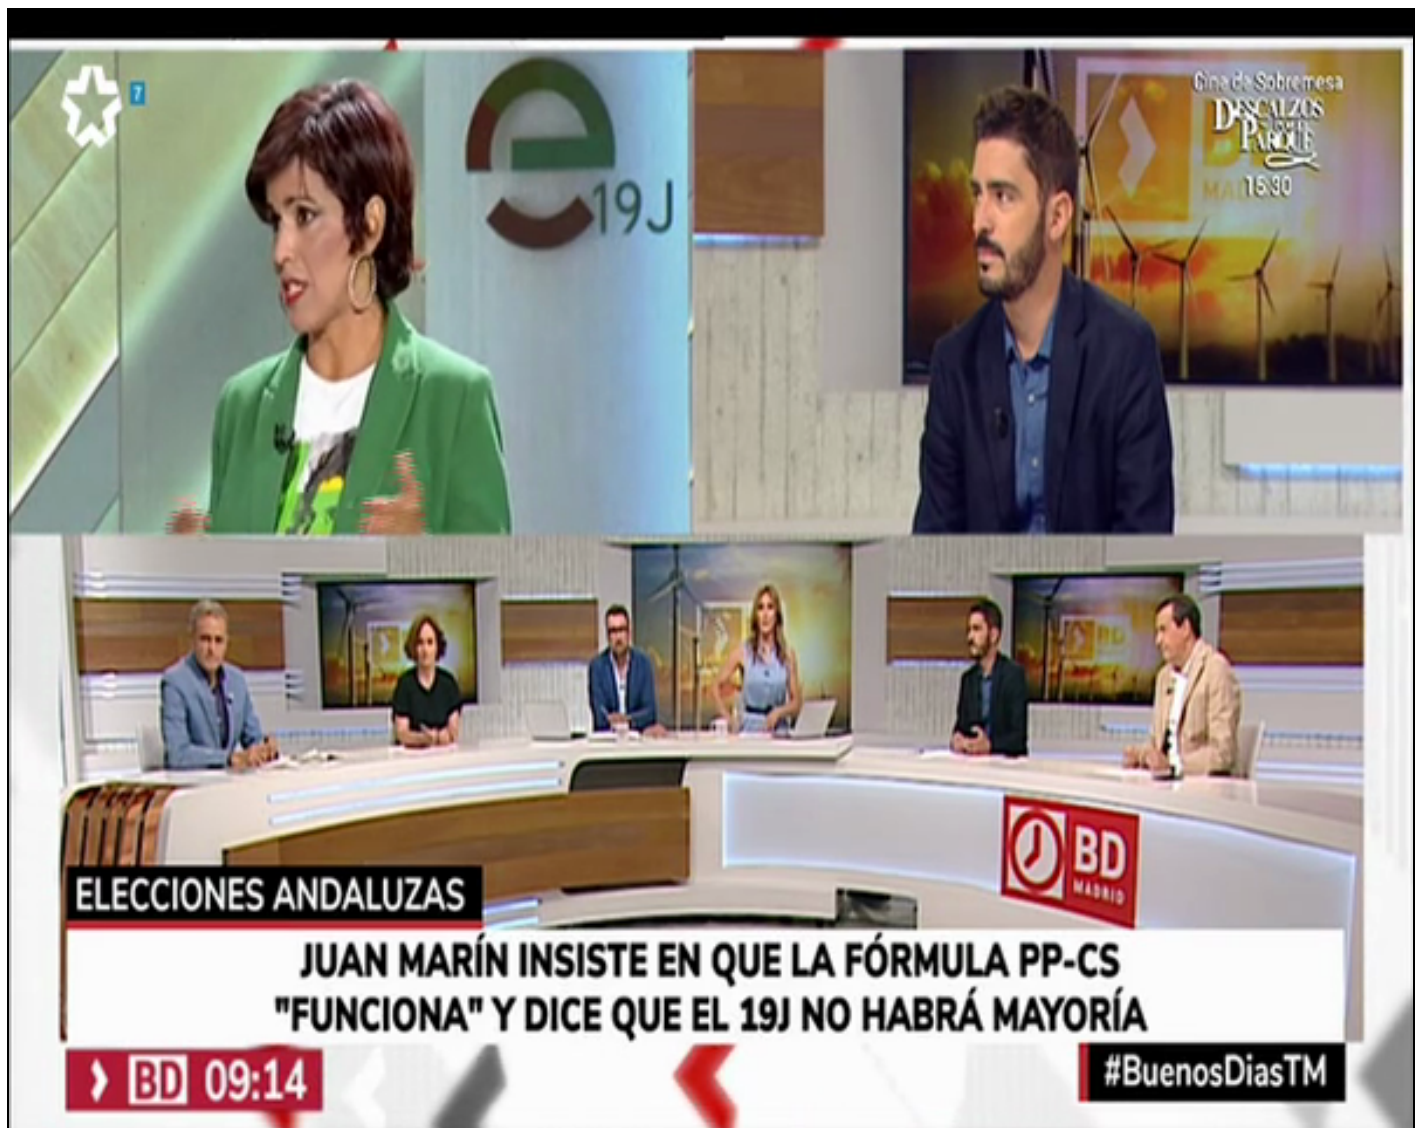 7
e
19J
Cine de Sobremesa
DESCALZOS
PARQUE
15:30
BD
ELECCIONES ANDALUZAS
BD
MADRID
JUAN MARÍN INSISTE EN QUE LA FÓRMULA PP-CS
"FUNCIONA" Y DICE QUE EL 19J NO HABRÁ MAYORÍA
BD 09:14
#BuenosDiasTM